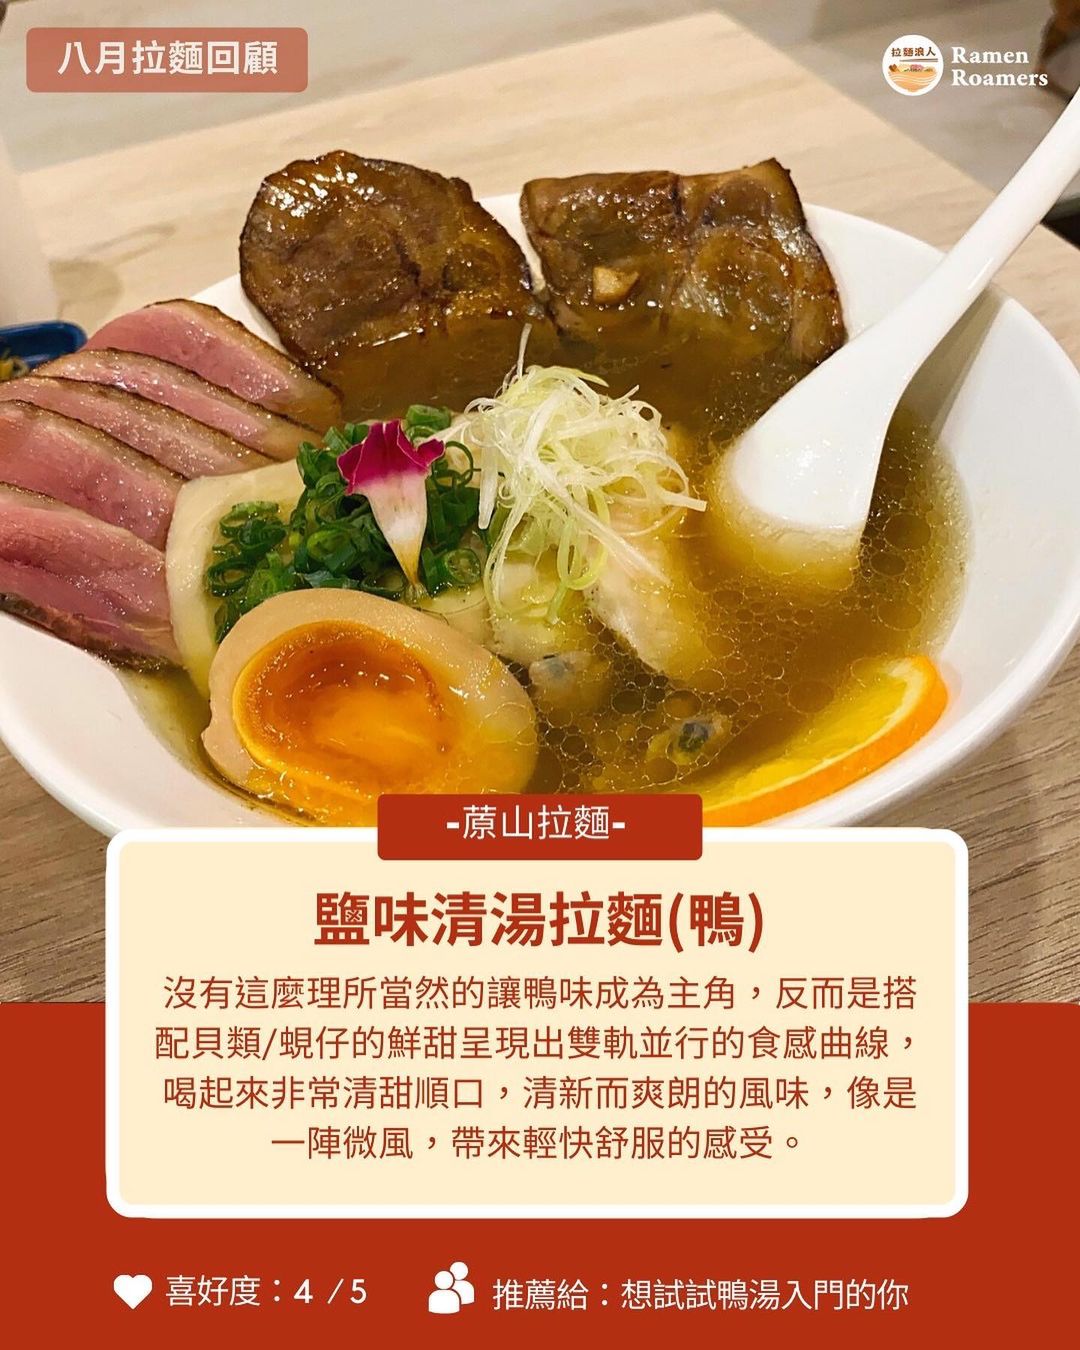 八月拉麵回顧
拉麵浪人
Ramen
Roamers
-蒝山拉麵-
鹽味清湯拉麵(鴨)
沒有這麼理所當然的讓鴨味成為主角，反而是搭
配貝類/蜆仔的鮮甜呈現出雙軌並行的食感曲線，
喝起來非常清甜順口，清新而爽朗的風味，像是
一陣微風，帶來輕快舒服的感受。
喜好度：4 / 5
推薦給：想試試鴨湯入門的你